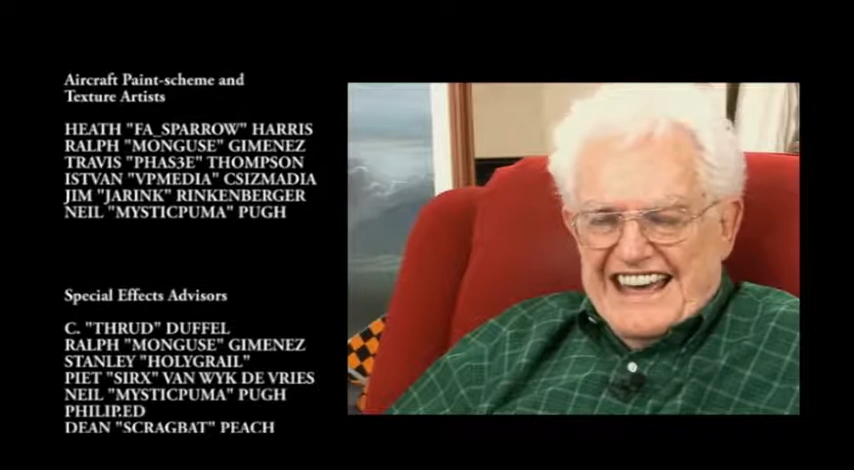 Aircraft Paint-scheme and
Texture Artists
HEATH "FA_SPARROW" HARRIS
RALPH "MONGUSE" GIMENEZ
TRAVIS "PHAS3E" THOMPSON
ISTVAN "VPMEDIA" CSIZMADIA
JIM "JARINK" RINKENBERGER
NEIL "MYSTICPUMA" PUGH
Special Effects Advisors
C. "THRUD" DUFFEL
RALPH "MONGUSE" GIMENEZ
STANLEY "HOLYGRAIL"
PIET "SIRX" VAN WYK DE VRIES
NEIL "MYSTICPUMA" PUGH
PHILIP.ED
DEAN "SCRAGBAT" PEACH